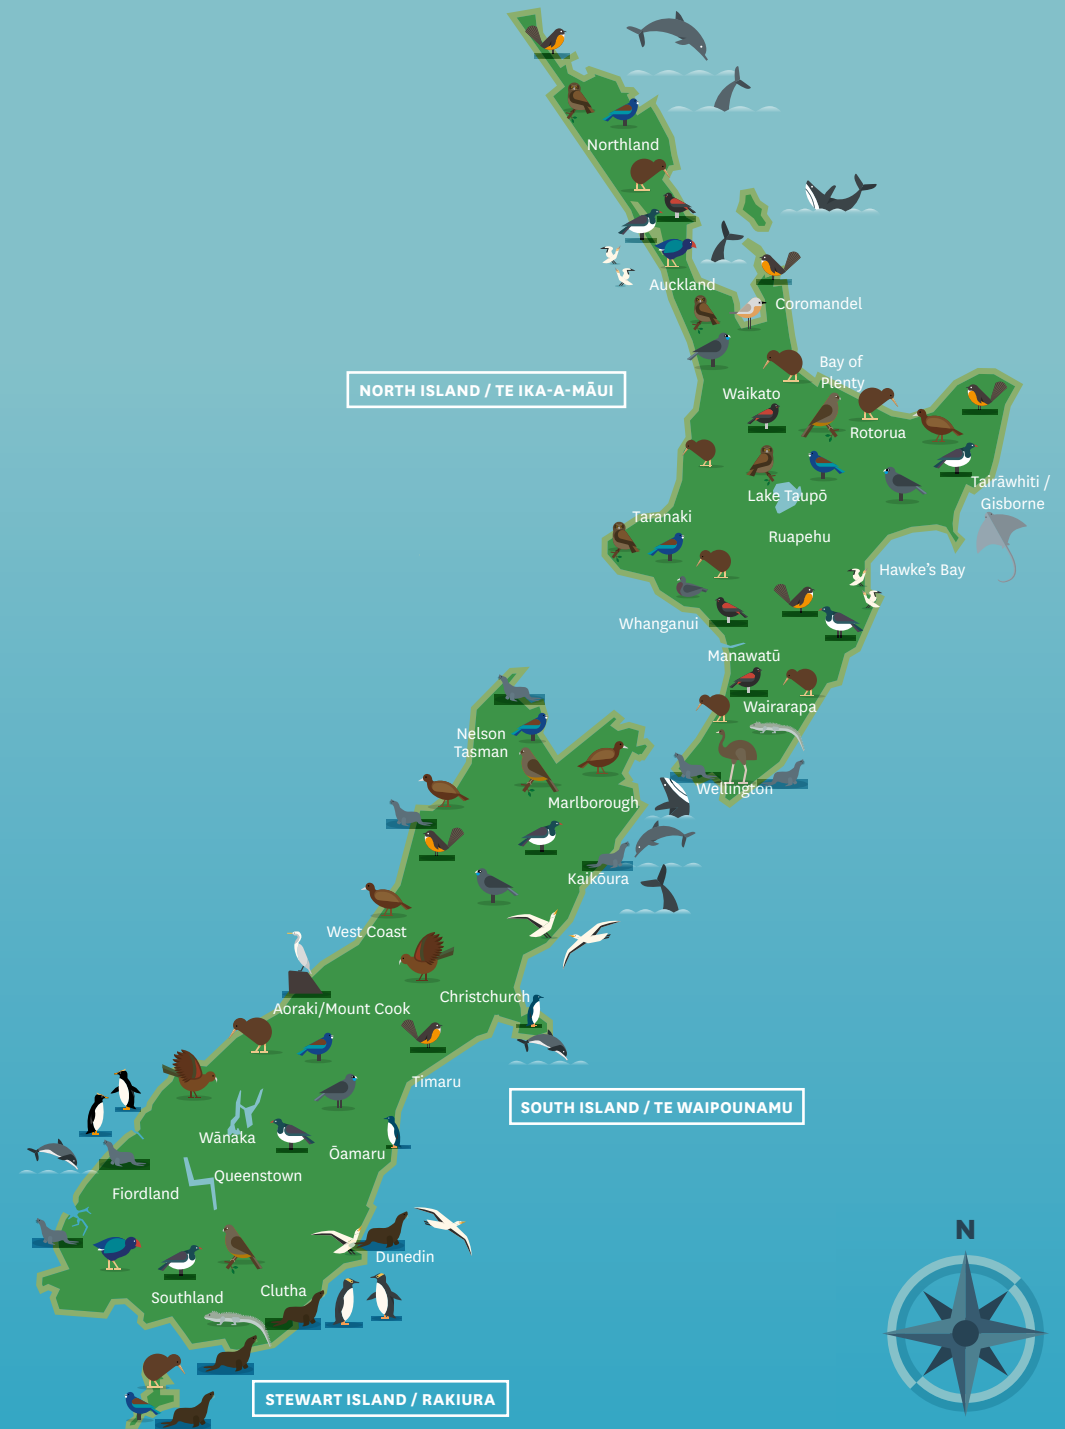 Northland
Auckland
Coromandel
Bay of
Plenty
NORTH ISLAND / TE IKA-A-MĀUI
Waikato
Rotorua
Tairāwhiti /
Gisborne
Lake Taupō
Taranaki
Ruapehu
Hawke's Bay
Whanganui
Manawatū
Wairarapa
Nelson
Tasman
Wellington
Marlborough
Kaikōura
West Coast
Christchurch
Aoraki/Mount Cook
Timaru
SOUTH ISLAND / TE WAIPOUNAMU
Wānaka
Ōamaru
Queenstown
Fiordland
N
Dunedin
Clutha
Southland
STEWART ISLAND / RAKIURA